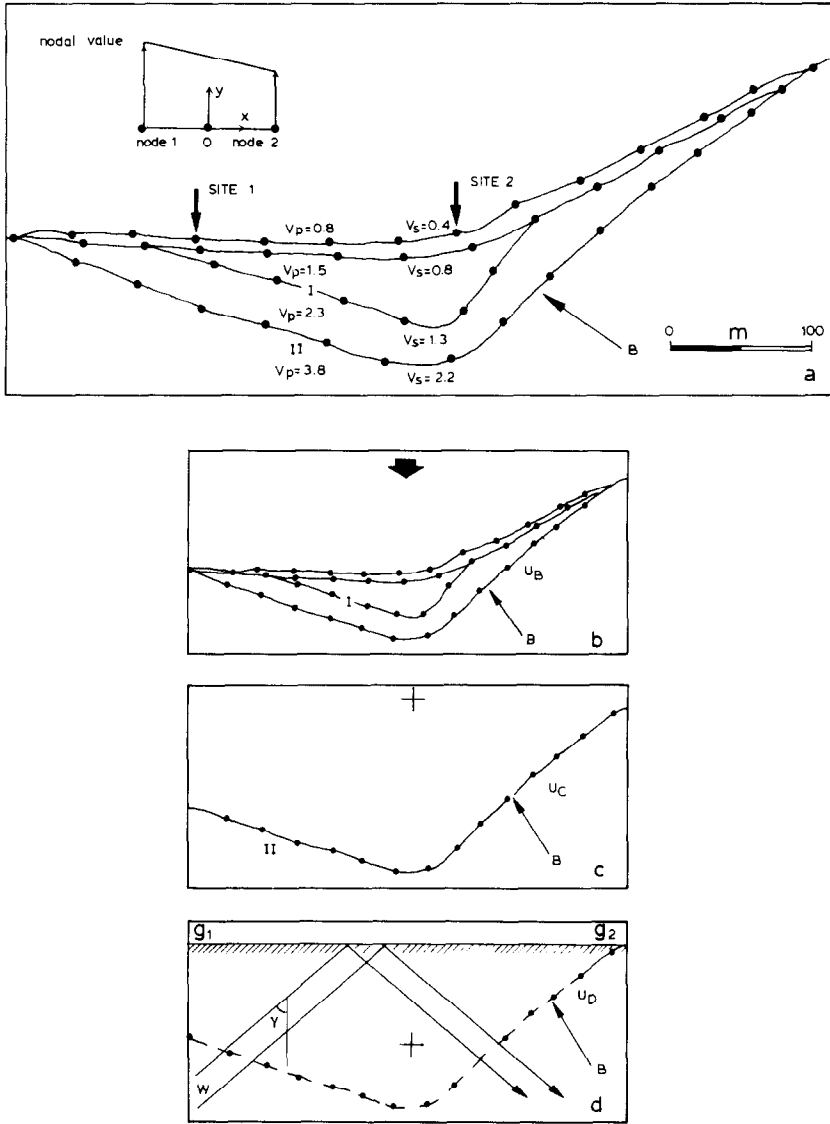 nodal value
y
x
node 1 0 node 2
SITE 1
SITE 2
Vp=0.8 Vs=0.4
Vp=1.5 Vs=0.8
I
Vp=2.3 Vs=1.3
II
Vp=3.8 Vs=2.2
B
0 m 100
a
I
uB
B
b
uC
II
B
c
g1 g2
uD
γ
B
W
d